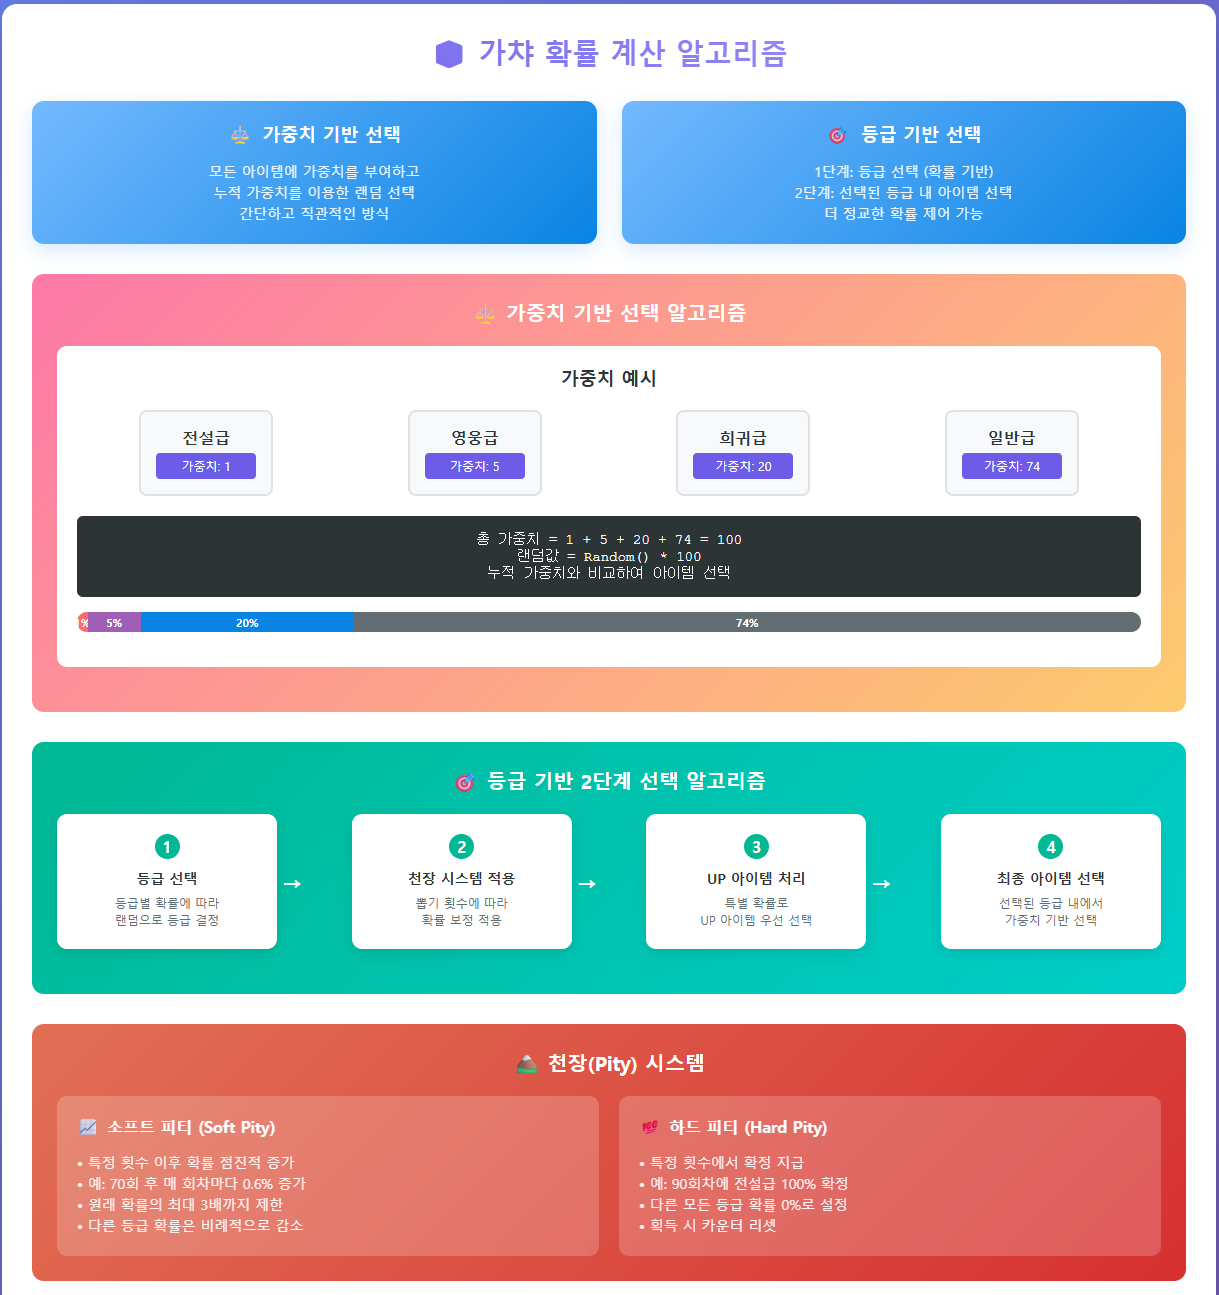 가챠 확률 계산 알고리즘
가중치 기반 선택
모든 아이템에 가중치를 부여하고
누적 가중치를 이용한 랜덤 선택
간단하고 직관적인 방식
등급 기반 선택
1단계: 등급 선택 (확률 기반)
2단계: 선택된 등급 내 아이템 선택
더 정교한 확률 제어 가능
가중치 기반 선택 알고리즘
가중치 예시
전설급
가중치: 1
영웅급
가중치: 5
희귀급
가중치: 20
일반급
가중치: 74
총 가중치 = 1 + 5 + 20 + 74 = 100
랜덤값 = Random() * 100
누적 가중치와 비교하여 아이템 선택
1% 5% 20% 74%
등급 기반 2단계 선택 알고리즘
1
등급 선택
등급별 확률에 따라
랜덤으로 등급 결정
→
2
천장 시스템 적용
뽑기 횟수에 따라
확률 보정 적용
→
3
UP 아이템 처리
특별 확률로
UP 아이템 우선 선택
→
4
최종 아이템 선택
선택된 등급 내에서
가중치 기반 선택
천장(Pity) 시스템
소프트 피티 (Soft Pity)
• 특정 횟수 이후 확률 점진적 증가
• 예: 70회 후 매 회차마다 0.6% 증가
• 원래 확률의 최대 3배까지 제한
• 다른 등급 확률은 비례적으로 감소
하드 피티 (Hard Pity)
• 특정 횟수에서 확정 지급
• 예: 90회차에 전설급 100% 확정
• 다른 모든 등급 확률 0%로 설정
• 획득 시 카운터 리셋